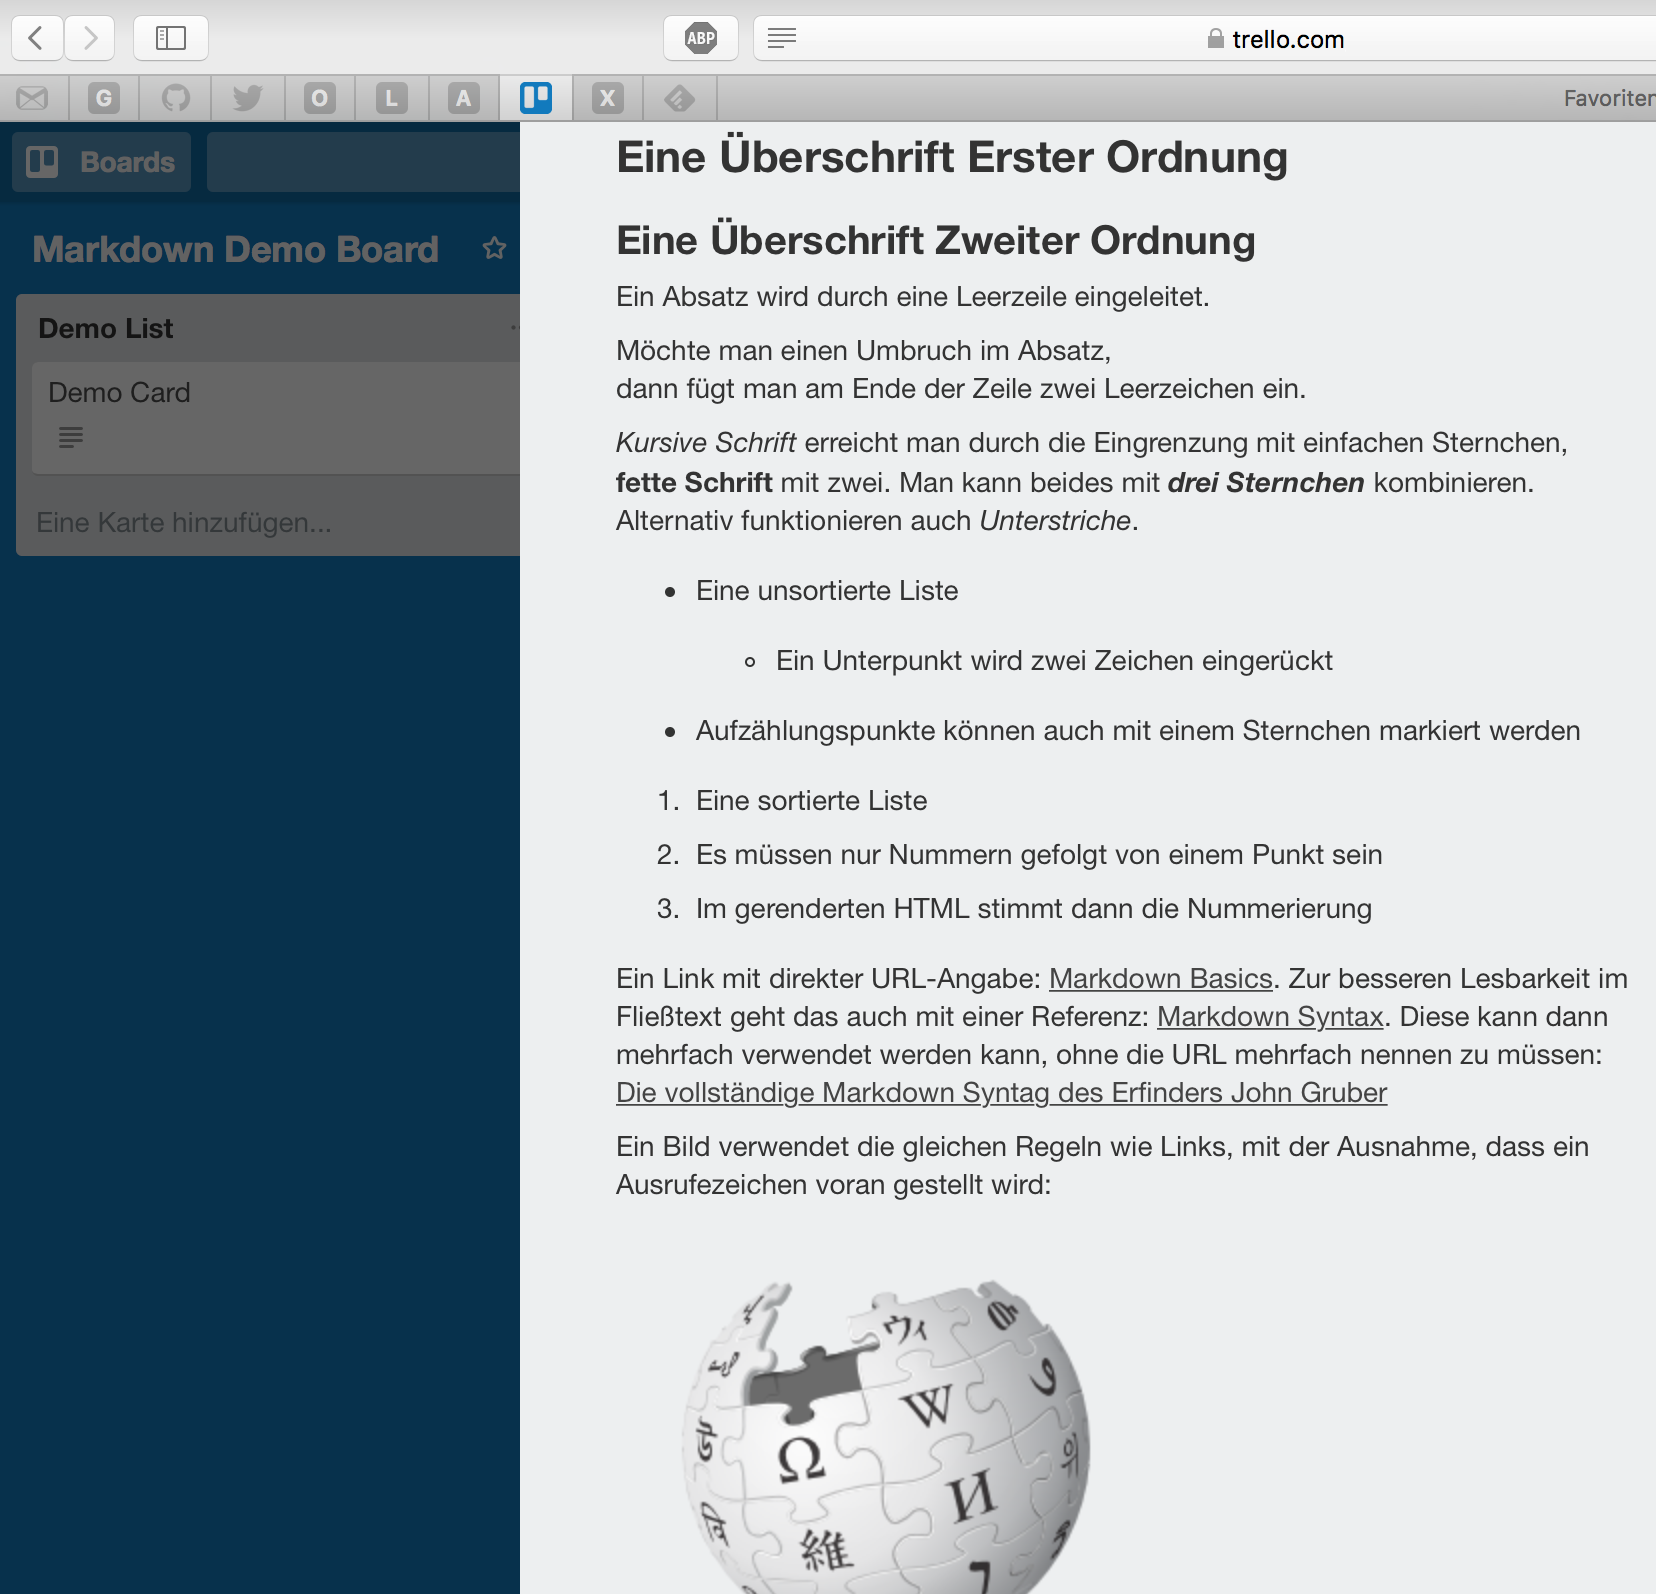 ABP
trello.com
G
O
L
A
X
Favoriten
Boards
Markdown Demo Board
Demo List
Demo Card
Eine Karte hinzufügen...
Eine Überschrift Erster Ordnung
Eine Überschrift Zweiter Ordnung
Ein Absatz wird durch eine Leerzeile eingeleitet.
Möchte man einen Umbruch im Absatz,
dann fügt man am Ende der Zeile zwei Leerzeichen ein.
Kursive Schrift erreicht man durch die Eingrenzung mit einfachen Sternchen,
fette Schrift mit zwei. Man kann beides mit drei Sternchen kombinieren.
Alternativ funktionieren auch Unterstriche.
• Eine unsortierte Liste
◦ Ein Unterpunkt wird zwei Zeichen eingerückt
• Aufzählungspunkte können auch mit einem Sternchen markiert werden
1. Eine sortierte Liste
2. Es müssen nur Nummern gefolgt von einem Punkt sein
3. Im gerenderten HTML stimmt dann die Nummerierung
Ein Link mit direkter URL-Angabe: Markdown Basics. Zur besseren Lesbarkeit im
Fließtext geht das auch mit einer Referenz: Markdown Syntax. Diese kann dann
mehrfach verwendet werden kann, ohne die URL mehrfach nennen zu müssen:
Die vollständige Markdown Syntag des Erfinders John Gruber
Ein Bild verwendet die gleichen Regeln wie Links, mit der Ausnahme, dass ein
Ausrufezeichen voran gestellt wird:
ウィ
W
Ω
И
維